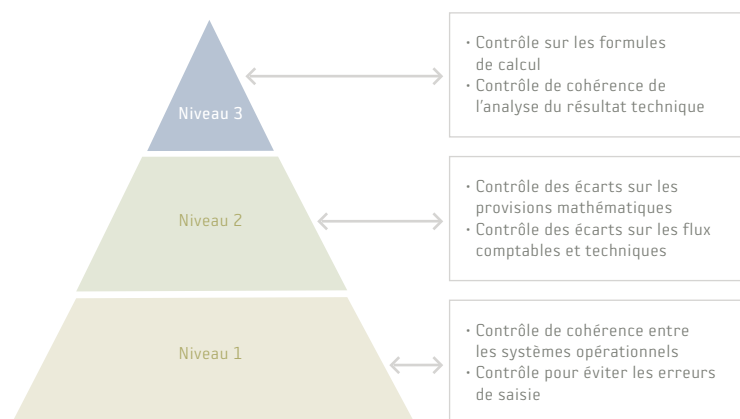 Niveau 3
• Contrôle sur les formules
de calcul
• Contrôle de cohérence de
l'analyse du résultat technique
Niveau 2
• Contrôle des écarts sur les
provisions mathématiques
• Contrôle des écarts sur les flux
comptables et techniques
Niveau 1
• Contrôle de cohérence entre
les systèmes opérationnels
• Contrôle pour éviter les erreurs
de saisie